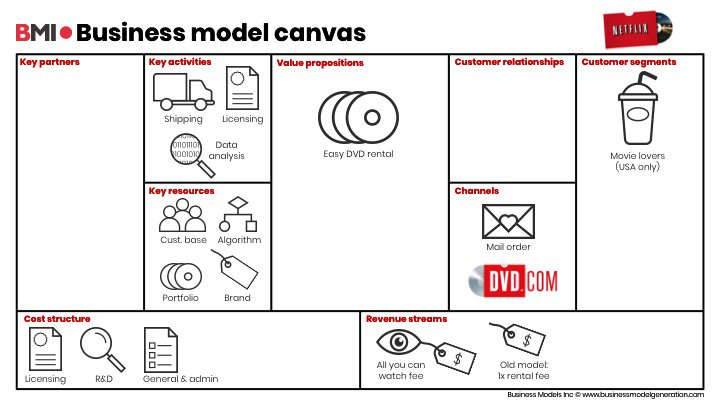 BMI Business model canvas
NETFLIX
Key partners
Key activities
Shipping
Licensing
011011101
11001010
Data
analysis
Key resources
Cust. base
Algorithm
Portfolio
Brand
Value propositions
Easy DVD rental
Customer relationships
Channels
Mail order
DVD.COM
Customer segments
Movie lovers
(USA only)
Cost structure
Licensing
R&D
General & admin
Revenue streams
$
All you can
watch fee
$
Old model:
1x rental fee
Business Models Inc © www.businessmodelgeneration.com